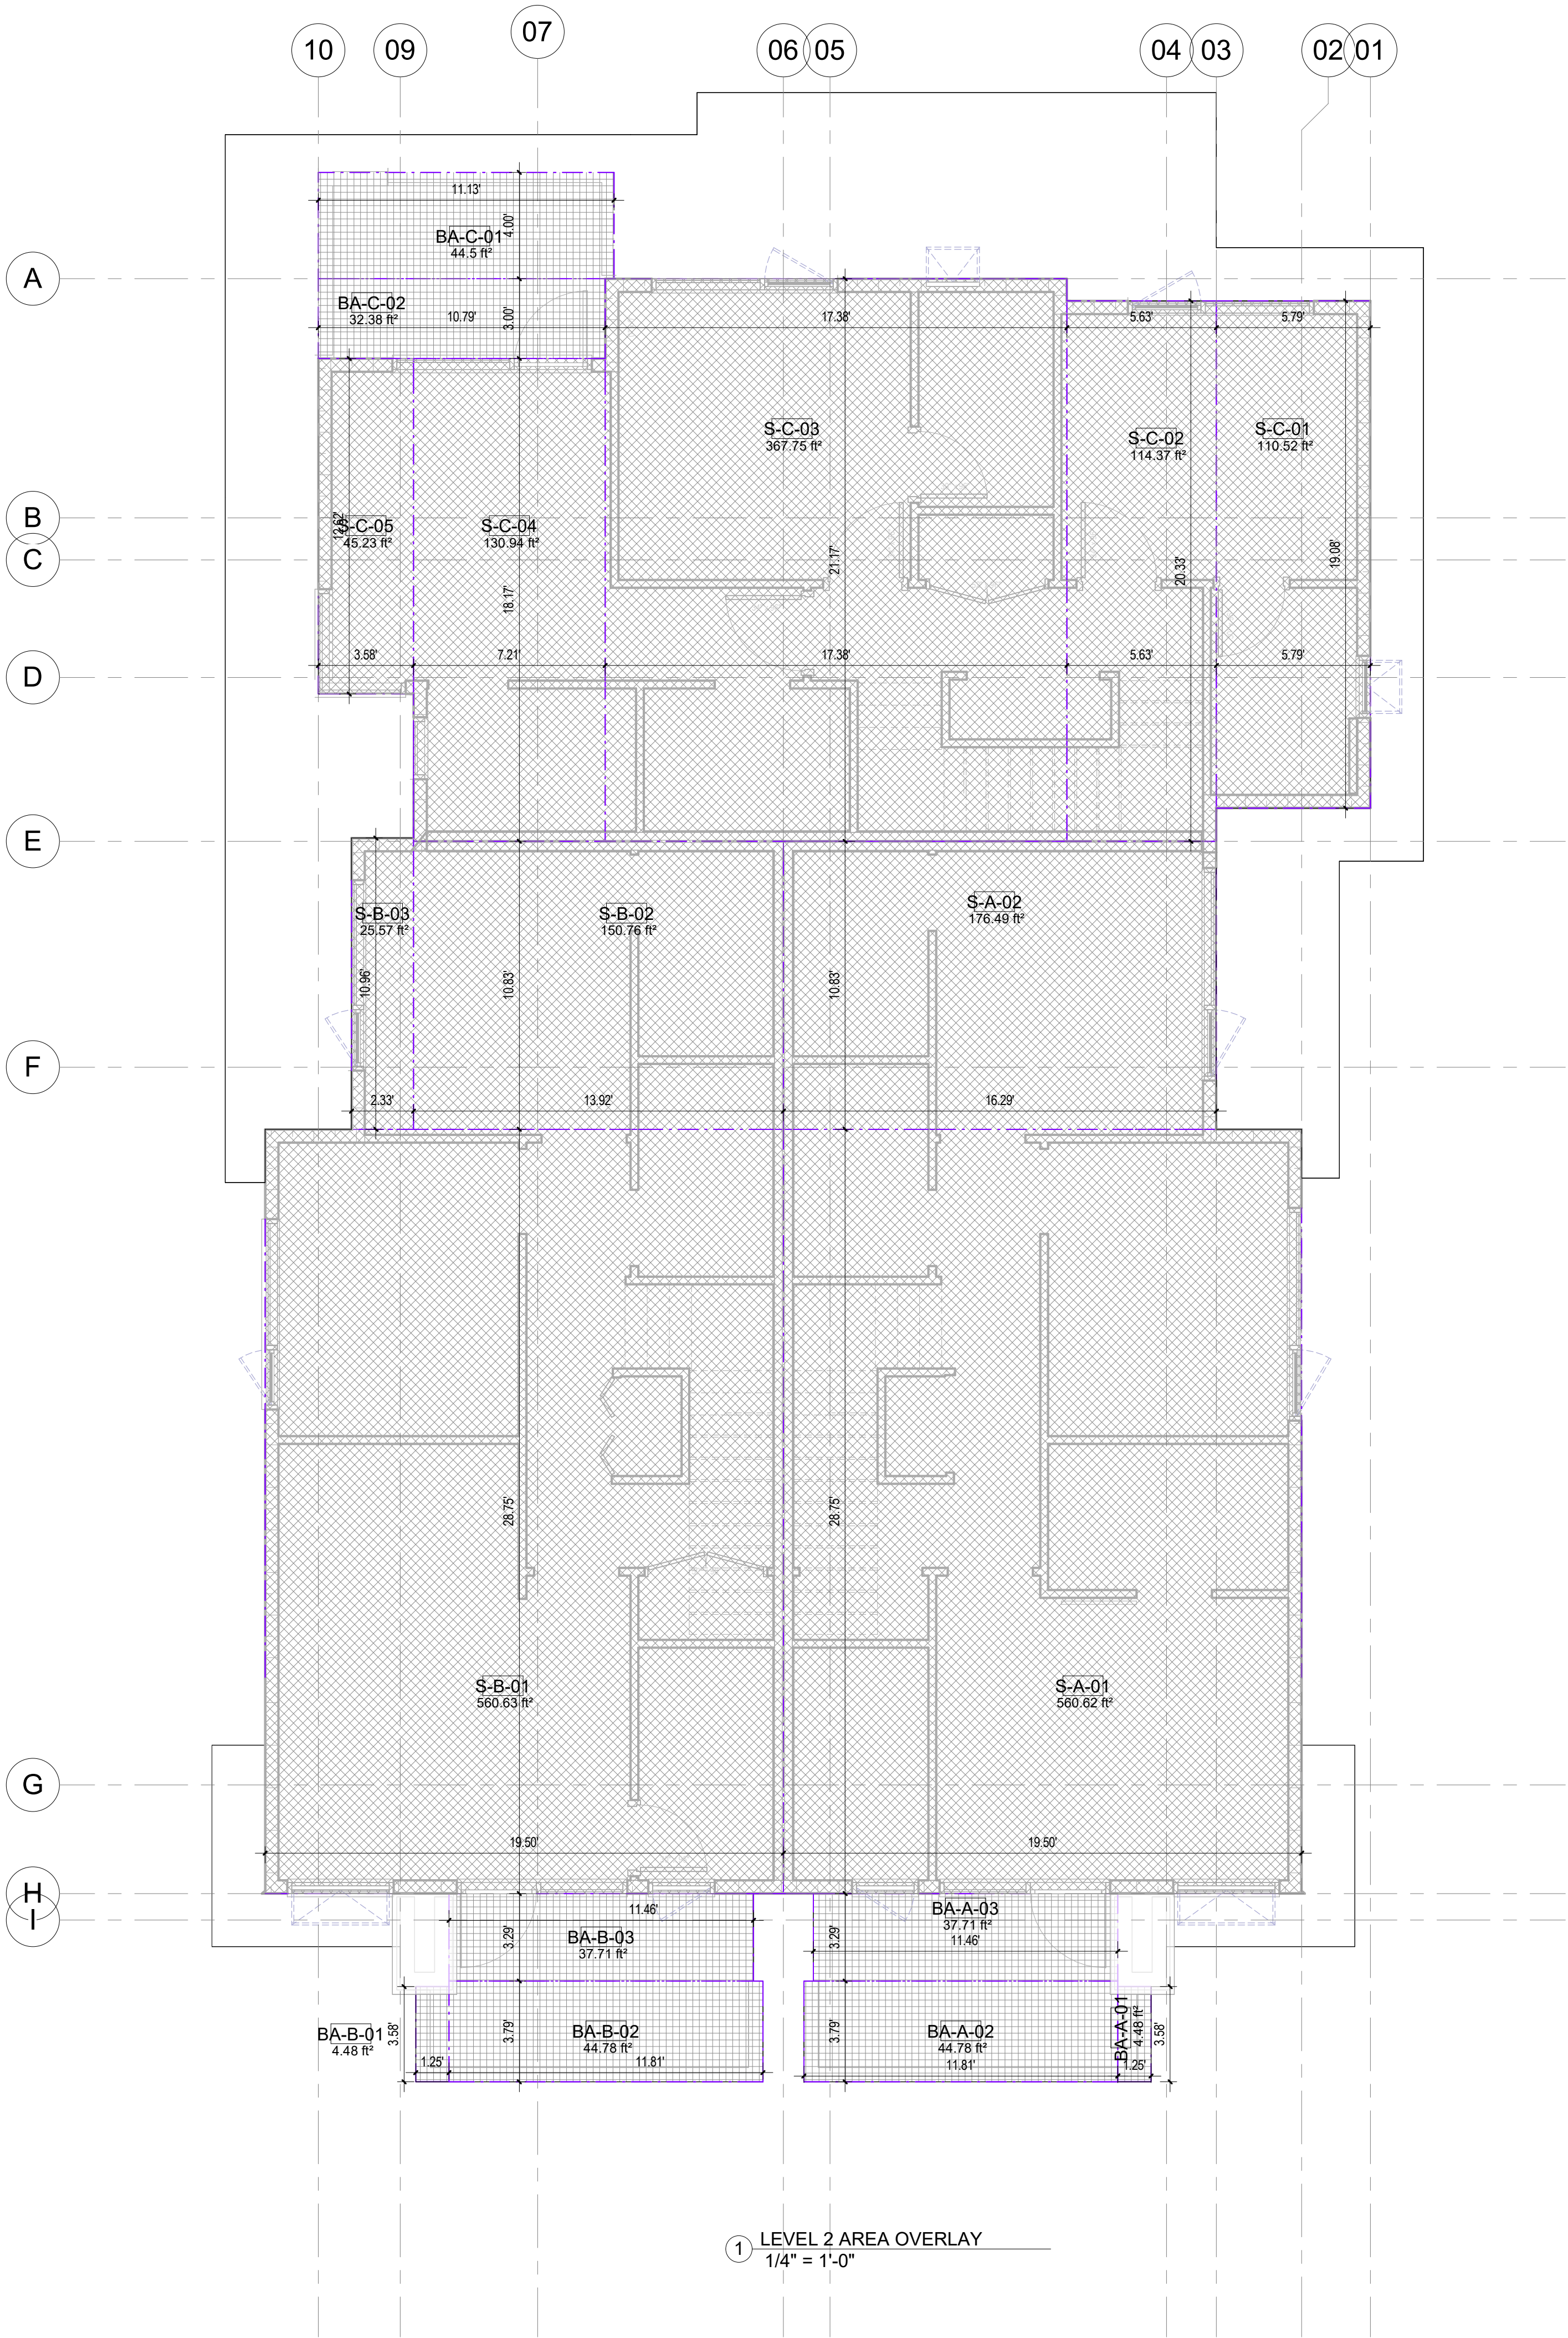 10
09
07
06
05
04
03
02
01
11.13'
4.00'
BA-C-01
44.5 ft²
A
BA-C-02
32.38 ft²
10.79'
3.00'
17.38'
5.63'
5.79'
S-C-03
367.75 ft²
S-C-02
114.37 ft²
S-C-01
110.52 ft²
B
12.62'
S-C-05
45.23 ft²
S-C-04
130.94 ft²
C
21.17'
20.33'
19.08'
18.17'
3.58'
7.21'
17.38'
5.63'
5.79'
D
E
S-B-03
25.57 ft²
S-B-02
150.76 ft²
S-A-02
176.49 ft²
10.96'
10.83'
10.83'
F
2.33'
13.92'
16.29'
28.75'
28.75'
S-B-01
560.63 ft²
S-A-01
560.62 ft²
G
19.50'
19.50'
H
I
11.46'
BA-A-03
37.71 ft²
11.46'
3.29'
BA-B-03
37.71 ft²
3.29'
BA-B-01
4.48 ft²
3.58'
3.79'
BA-B-02
44.78 ft²
3.79'
BA-A-02
44.78 ft²
BA-A-01
4.48 ft²
3.58'
1.25'
11.81'
11.81'
1.25'
1
LEVEL 2 AREA OVERLAY
1/4" = 1'-0"